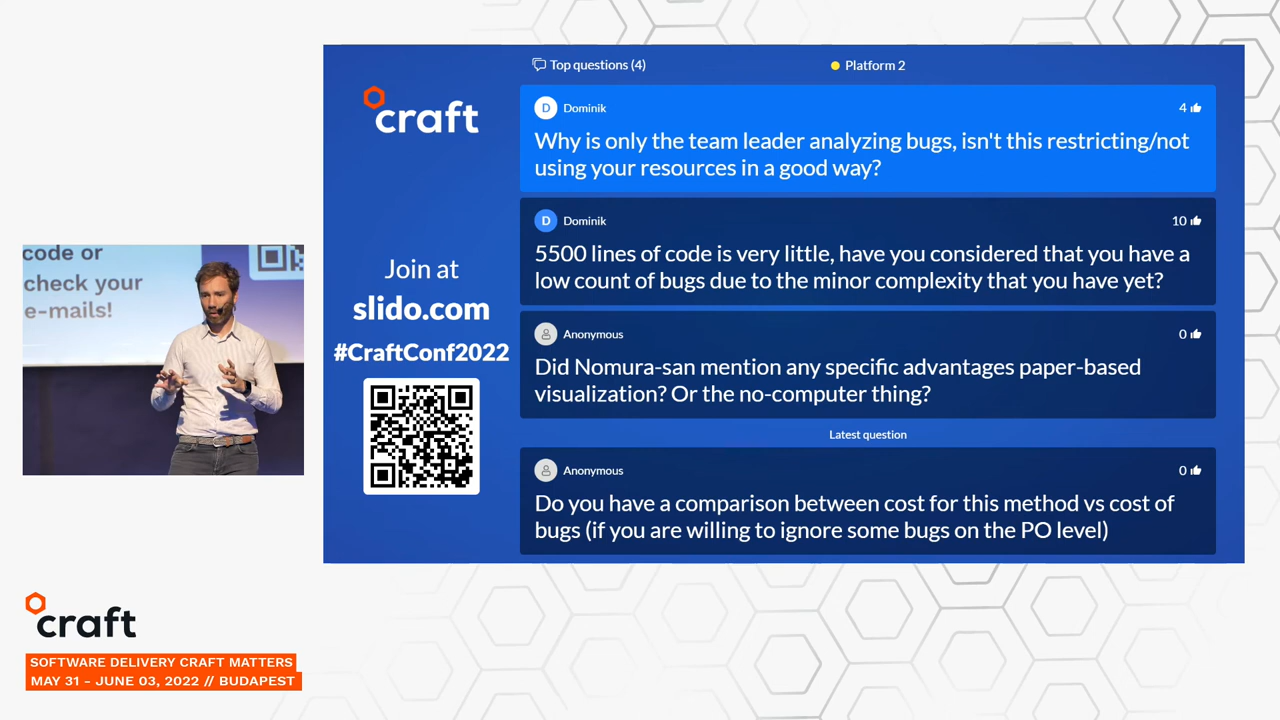 code or
check your
e-mails!
craft
SOFTWARE DELIVERY CRAFT MATTERS
MAY 31 - JUNE 03, 2022 // BUDAPEST
craft
Join at
slido.com
#CraftConf2022
Top questions (4)
Platform 2
D Dominik
4
Why is only the team leader analyzing bugs, isn't this restricting/not
using your resources in a good way?
D Dominik
10
5500 lines of code is very little, have you considered that you have a
low count of bugs due to the minor complexity that you have yet?
Anonymous
0
Did Nomura-san mention any specific advantages paper-based
visualization? Or the no-computer thing?
Latest question
Anonymous
0
Do you have a comparison between cost for this method vs cost of
bugs (if you are willing to ignore some bugs on the PO level)